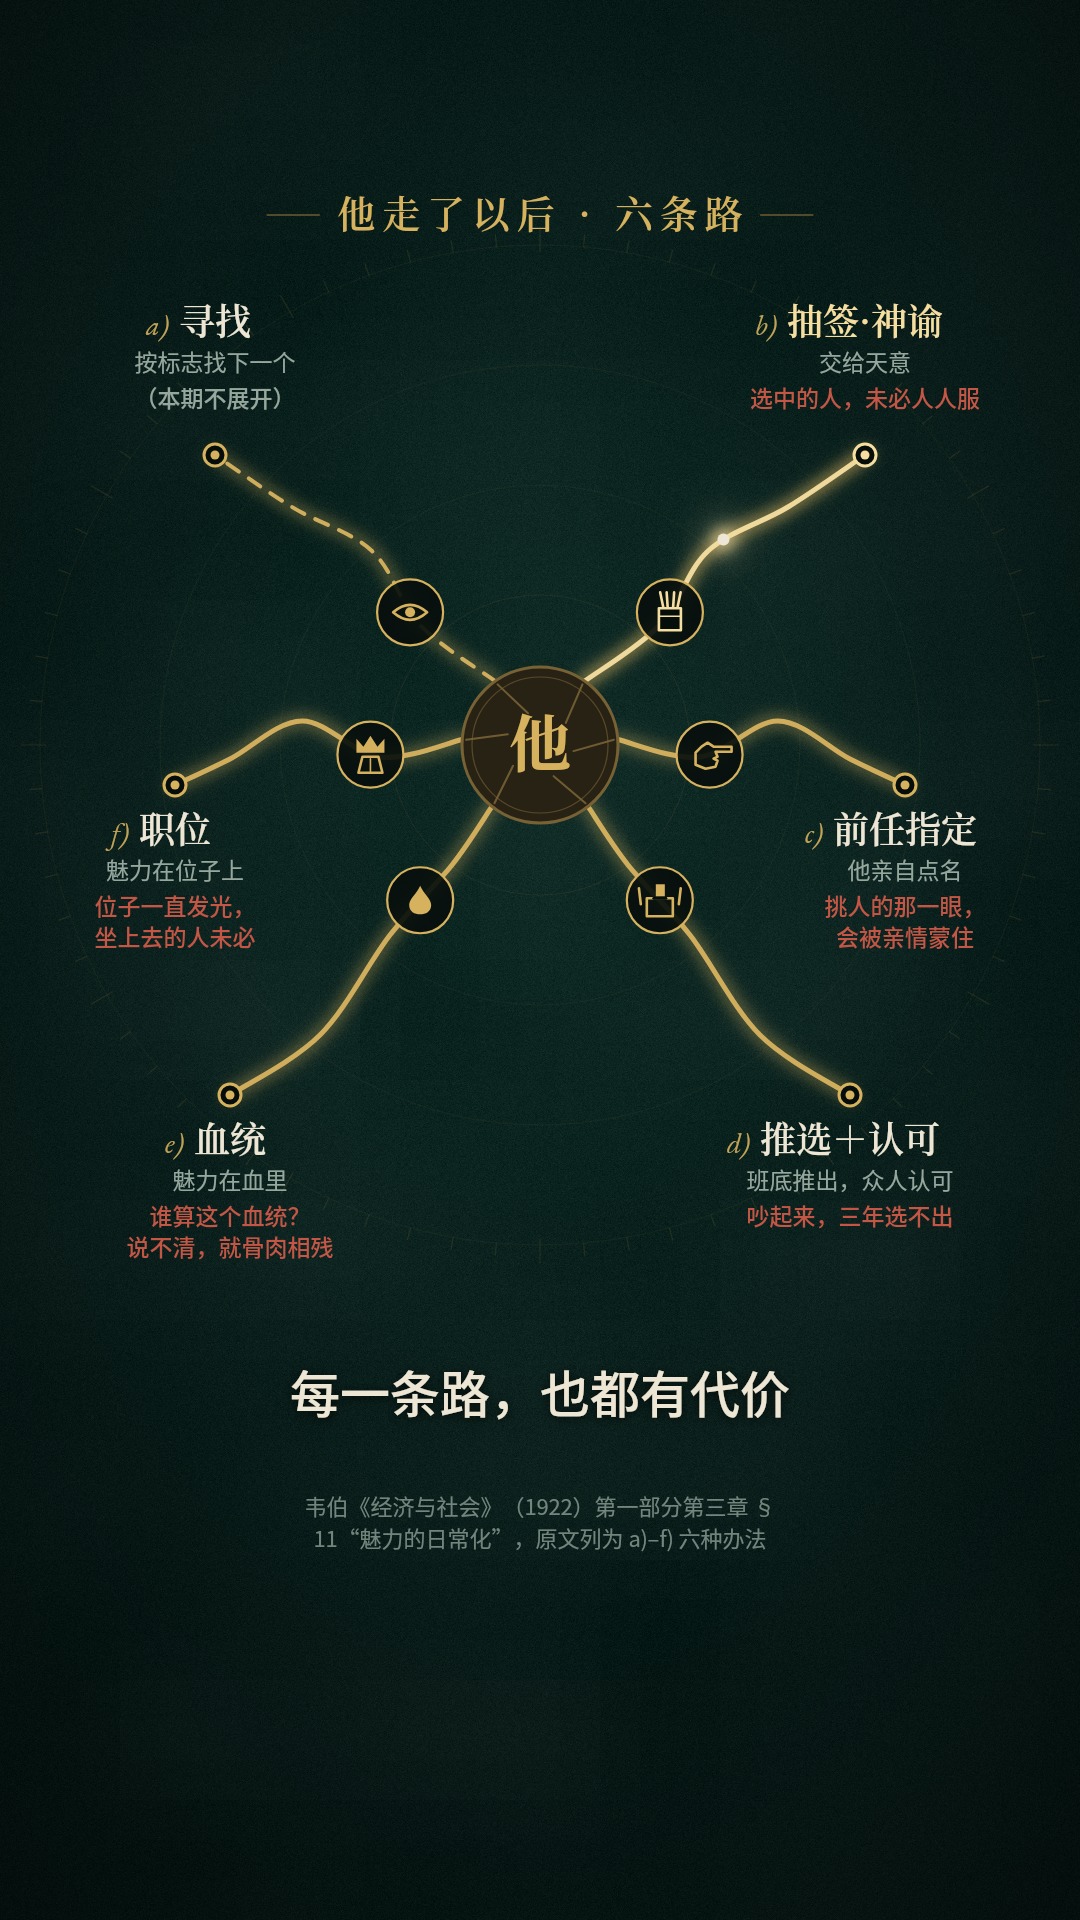 他走了以后 · 六条路
a) 寻找
按标志找下一个
（本期不展开）
b) 抽签·神谕
交给天意
选中的人，未必人人服
他
f) 职位
魅力在位子上
位子一直发光，
坐上去的人未必
c) 前任指定
他亲自点名
挑人的那一眼，
会被亲情蒙住
e) 血统
魅力在血里
谁算这个血统？
说不清，就骨肉相残
d) 推选＋认可
班底推出，众人认可
吵起来，三年选不出
每一条路，也都有代价
韦伯《经济与社会》（1922）第一部分第三章 §
11“魅力的日常化”，原文列为 a)–f) 六种办法